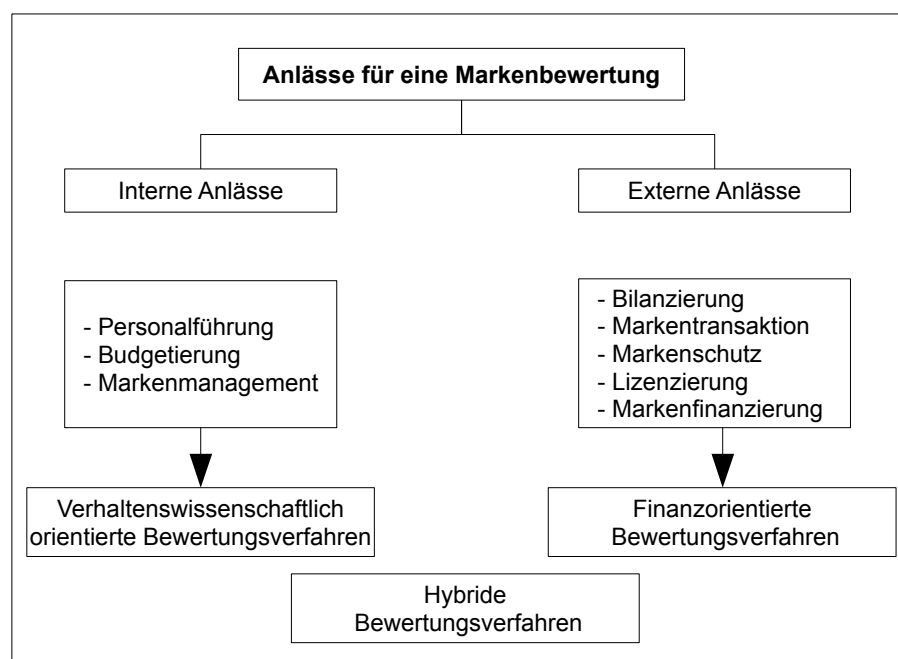 Anlässe für eine Markenbewertung
Interne Anlässe
Externe Anlässe
- Personalführung
- Budgetierung
- Markenmanagement
- Bilanzierung
- Markentransaktion
- Markenschutz
- Lizenzierung
- Markenfinanzierung
Verhaltenswissenschaftlich
orientierte Bewertungsverfahren
Finanzorientierte
Bewertungsverfahren
Hybride
Bewertungsverfahren